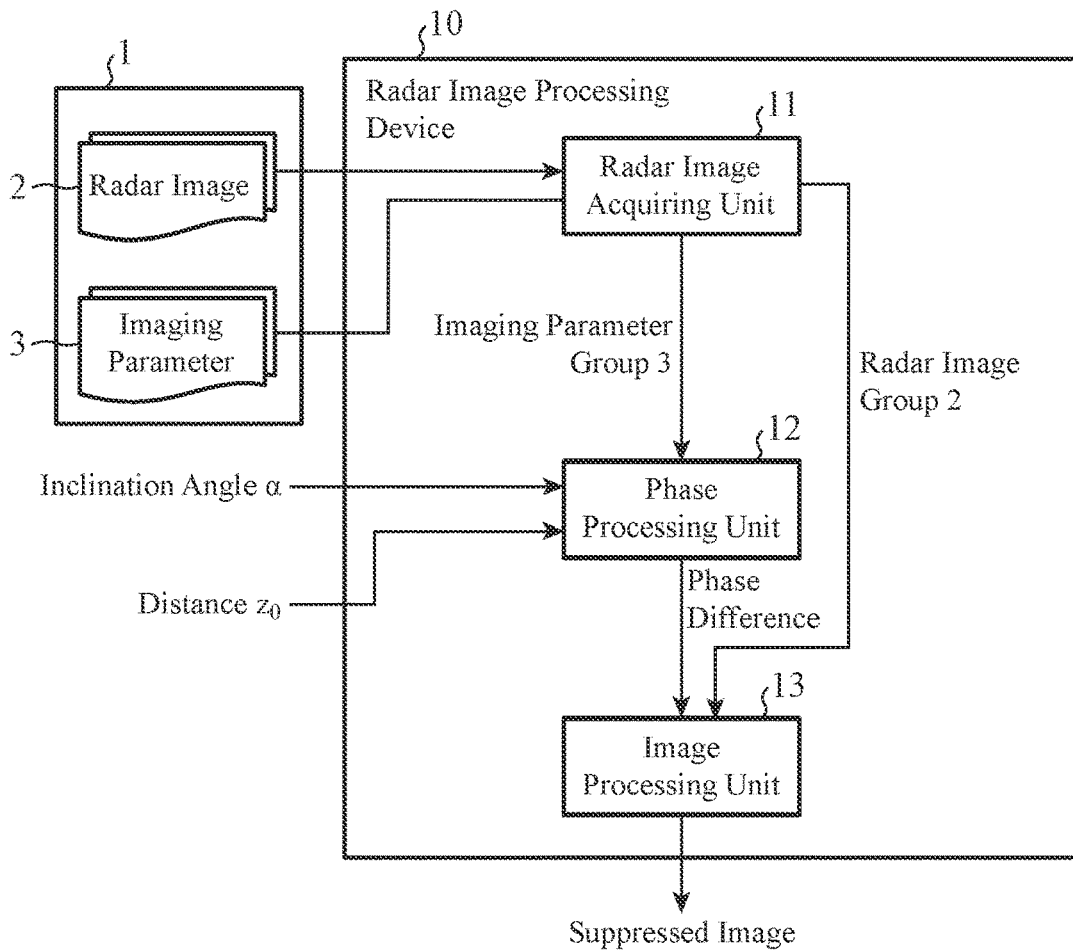 10
1
Radar Image Processing
Device
11
2
Radar Image
Radar Image
Acquiring Unit
3
Imaging
Parameter
Imaging Parameter
Group 3
Radar Image
Group 2
12
Inclination Angle α
Phase
Processing Unit
Distance z₀
Phase
Difference
13
Image
Processing Unit
Suppressed Image